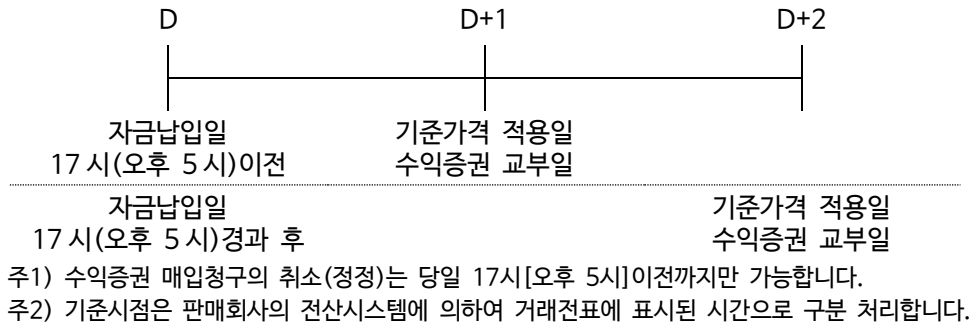 D D+1 D+2
자금납입일 기준가격 적용일
17시(오후 5시)이전 수익증권 교부일
자금납입일 기준가격 적용일
17시(오후 5시)경과 후 수익증권 교부일
주1) 수익증권 매입청구의 취소(정정)는 당일 17시[오후 5시]이전까지만 가능합니다.
주2) 기준시점은 판매회사의 전산시스템에 의하여 거래전표에 표시된 시간으로 구분 처리합니다.